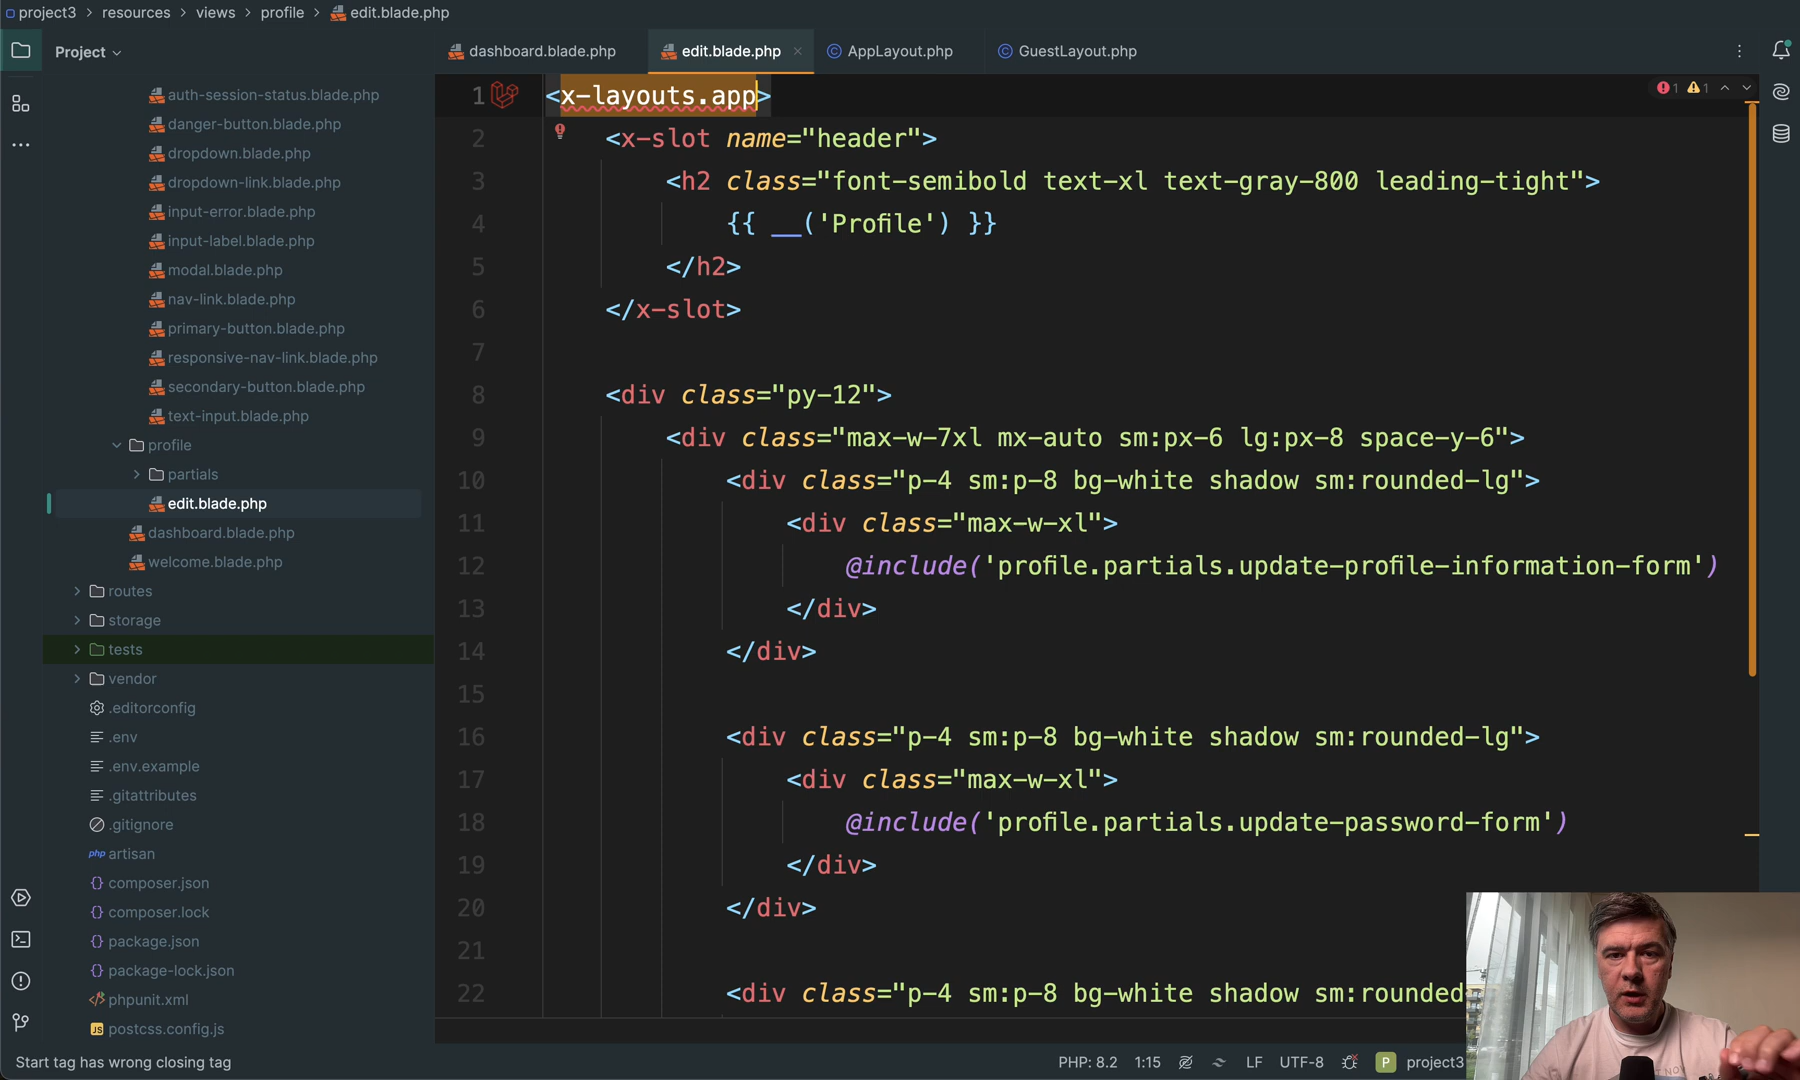 project3 > resources > views > profile > edit.blade.php
Project
dashboard.blade.php
edit.blade.php
AppLayout.php
GuestLayout.php
auth-session-status.blade.php
danger-button.blade.php
dropdown.blade.php
dropdown-link.blade.php
input-error.blade.php
input-label.blade.php
modal.blade.php
nav-link.blade.php
primary-button.blade.php
responsive-nav-link.blade.php
secondary-button.blade.php
text-input.blade.php
profile
partials
edit.blade.php
dashboard.blade.php
welcome.blade.php
routes
storage
tests
vendor
.editorconfig
.env
.env.example
.gitattributes
.gitignore
php artisan
{} composer.json
{} composer.lock
{} package.json
{} package-lock.json
</> phpunit.xml
JS postcss.config.js
1 <x-layouts.app>
1 1
2 <x-slot name="header">
3 <h2 class="font-semibold text-xl text-gray-800 leading-tight">
4 {{ __('Profile') }}
5 </h2>
6 </x-slot>
7
8 <div class="py-12">
9 <div class="max-w-7xl mx-auto sm:px-6 lg:px-8 space-y-6">
10 <div class="p-4 sm:p-8 bg-white shadow sm:rounded-lg">
11 <div class="max-w-xl">
12 @include('profile.partials.update-profile-information-form')
13 </div>
14 </div>
15
16 <div class="p-4 sm:p-8 bg-white shadow sm:rounded-lg">
17 <div class="max-w-xl">
18 @include('profile.partials.update-password-form')
19 </div>
20 </div>
21
22 <div class="p-4 sm:p-8 bg-white shadow sm:rounded
Start tag has wrong closing tag
PHP: 8.2 1:15 LF UTF-8 P project3